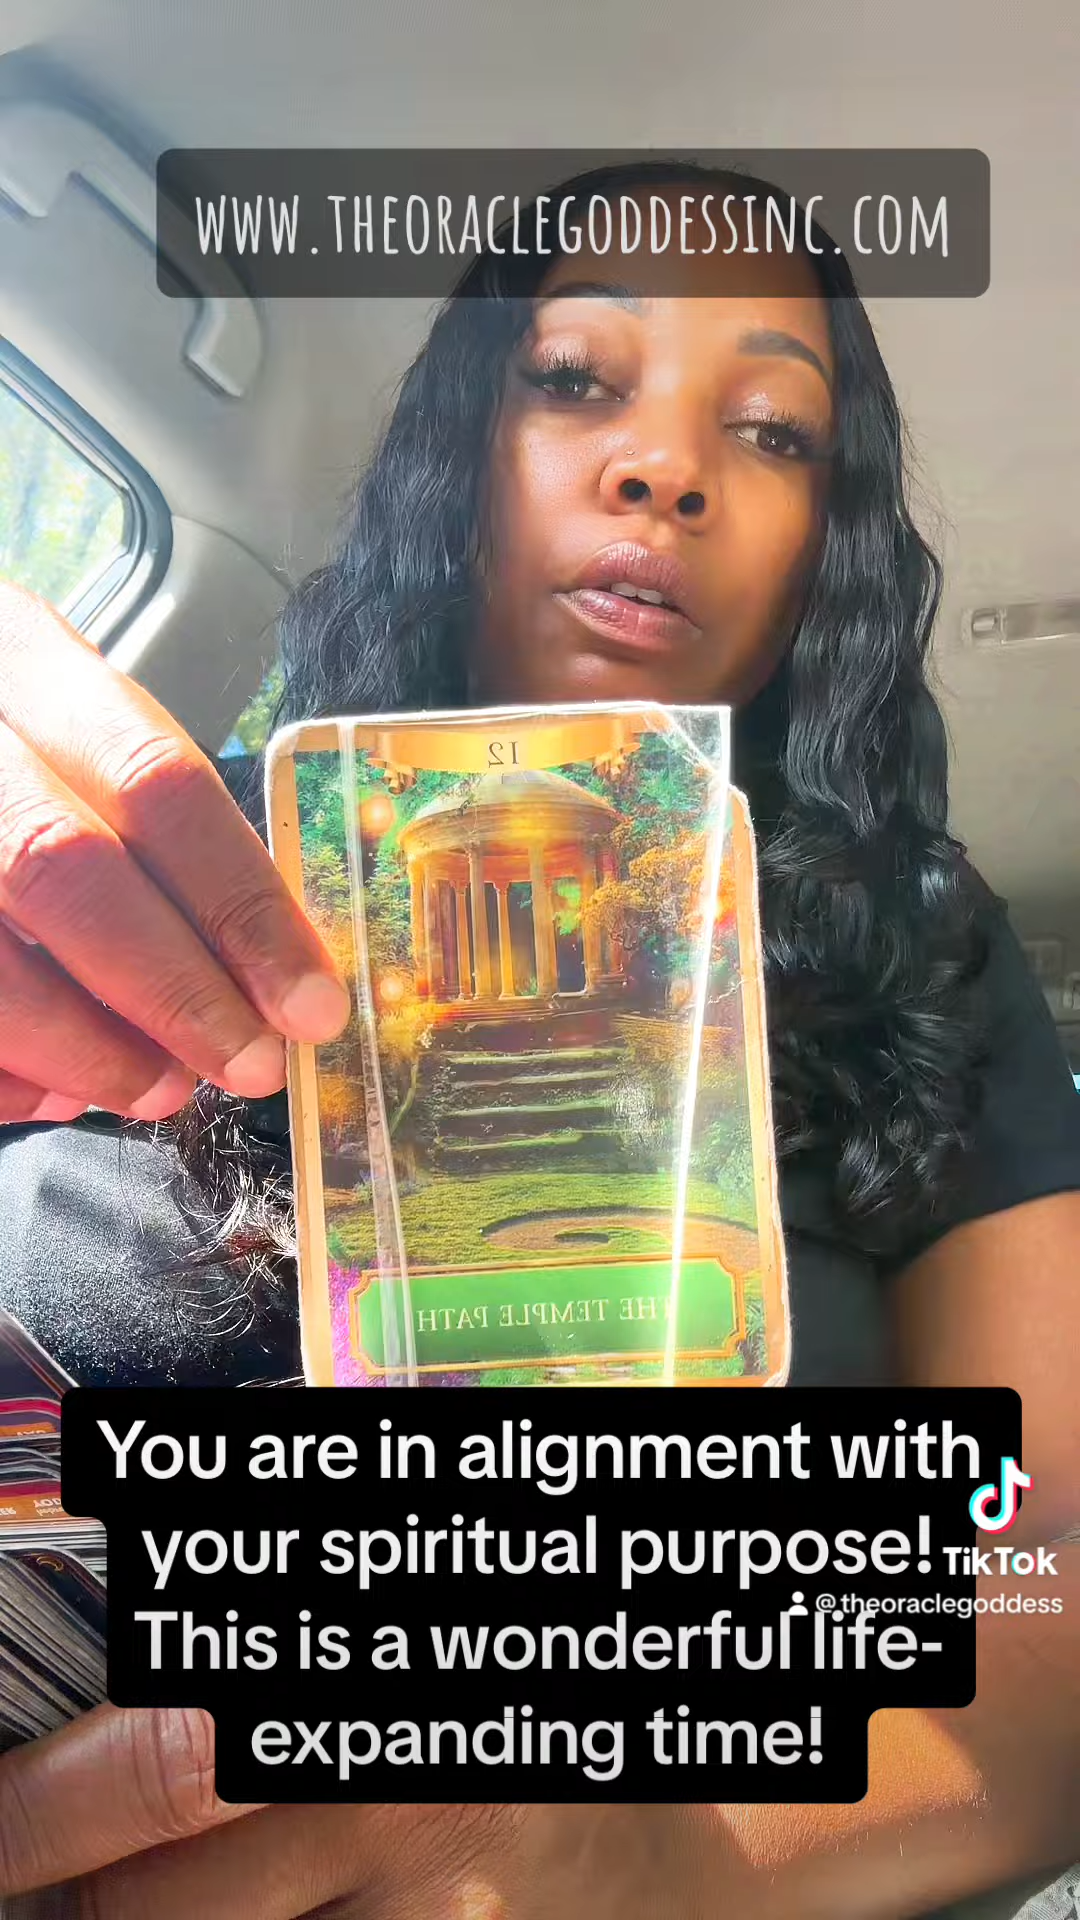 www.theoraclegoddessinc.com
12
THE TEMPLE PATH
You are in alignment with
your spiritual purpose!
This is a wonderful life-
expanding time!
TikTok
@theoraclegoddess